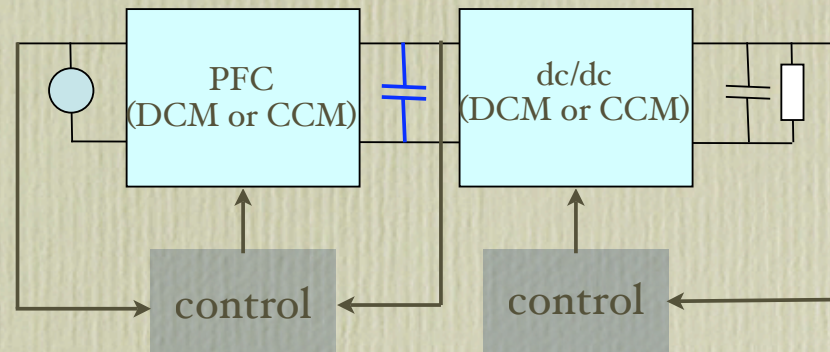 PFC
(DCM or CCM)
dc/dc
(DCM or CCM)
control
control